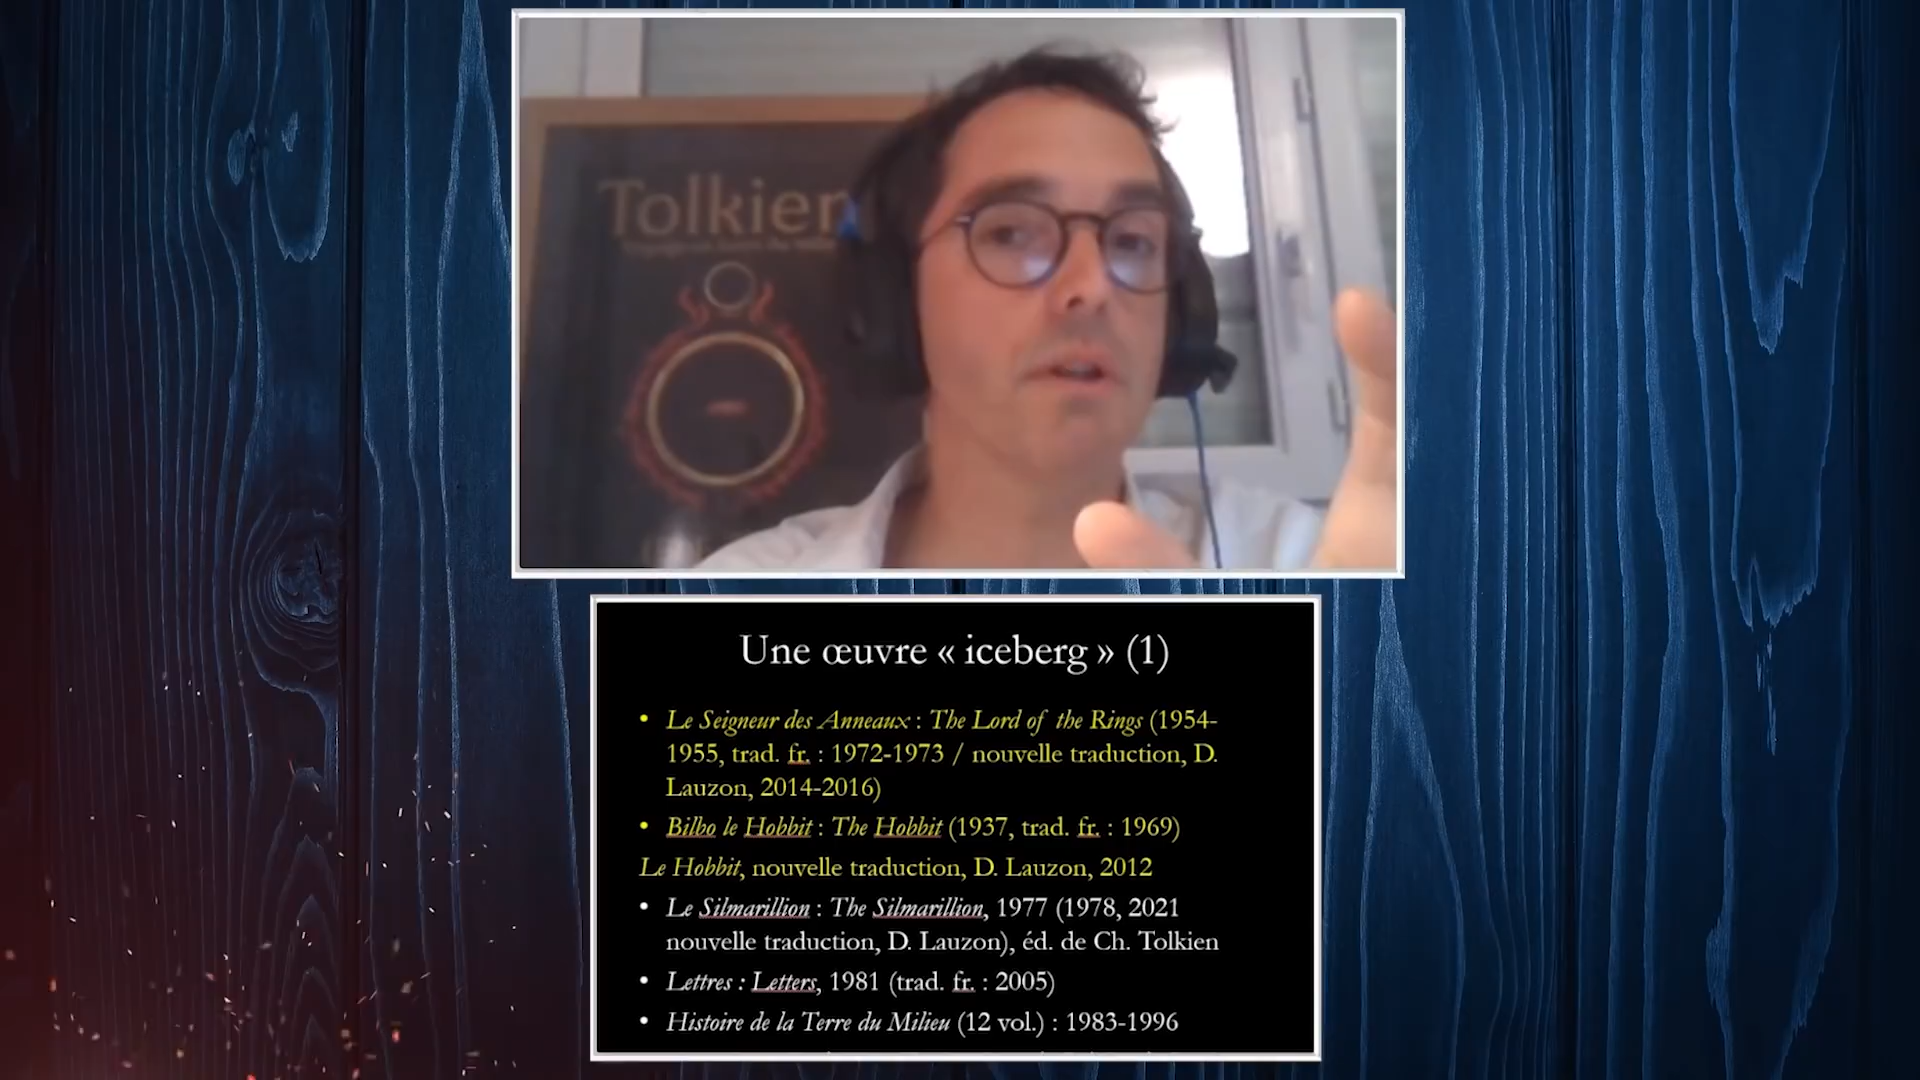 Tolkien
Une œuvre « iceberg » (1)
• Le Seigneur des Anneaux : The Lord of the Rings (1954-
1955, trad. fr. : 1972-1973 / nouvelle traduction, D.
Lauzon, 2014-2016)
• Bilbo le Hobbit : The Hobbit (1937, trad. fr. : 1969)
Le Hobbit, nouvelle traduction, D. Lauzon, 2012
• Le Silmarillion : The Silmarillion, 1977 (1978, 2021
nouvelle traduction, D. Lauzon), éd. de Ch. Tolkien
• Lettres : Letters, 1981 (trad. fr. : 2005)
• Histoire de la Terre du Milieu (12 vol.) : 1983-1996